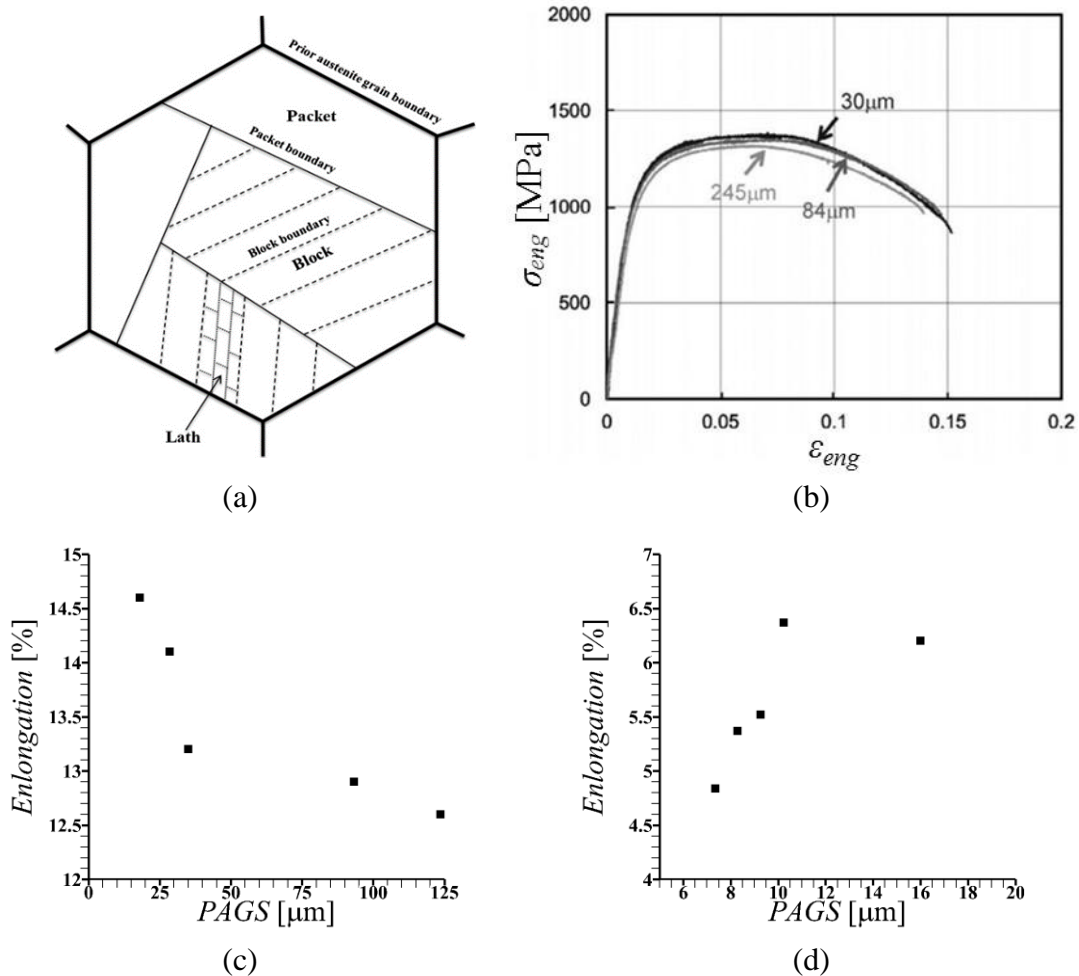 Prior austenite grain boundary
Packet
Packet boundary
Block boundary
Block
Lath
(a)
2000
1500
1000
500
0
σeng [MPa]
30μm
245μm
84μm
0
0.05
0.1
0.15
0.2
εeng
(b)
15
14.5
14
13.5
13
12.5
12
Enlongation [%]
0
25
50
75
100
125
PAGS [μm]
(c)
7
6.5
6
5.5
5
4.5
4
Enlongation [%]
6
8
10
12
14
16
18
20
PAGS [μm]
(d)